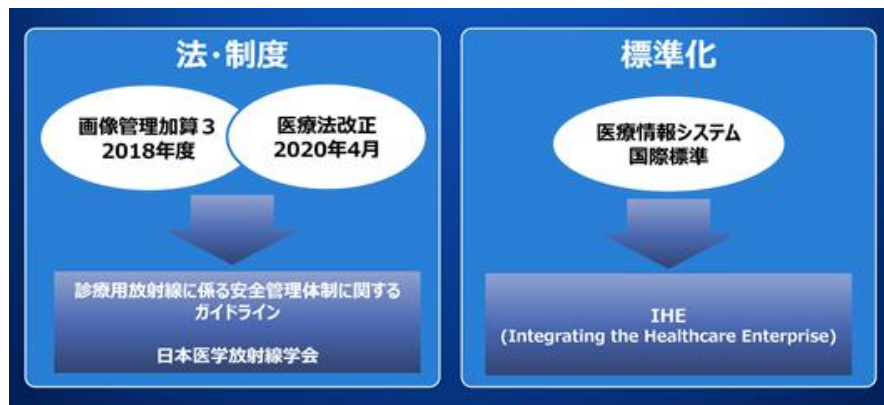 法・制度
画像管理加算３
2018年度
医療法改正
2020年4月
診療用放射線に係る安全管理体制に関する
ガイドライン
日本医学放射線学会
標準化
医療情報システム
国際標準
IHE
(Integrating the Healthcare Enterprise)